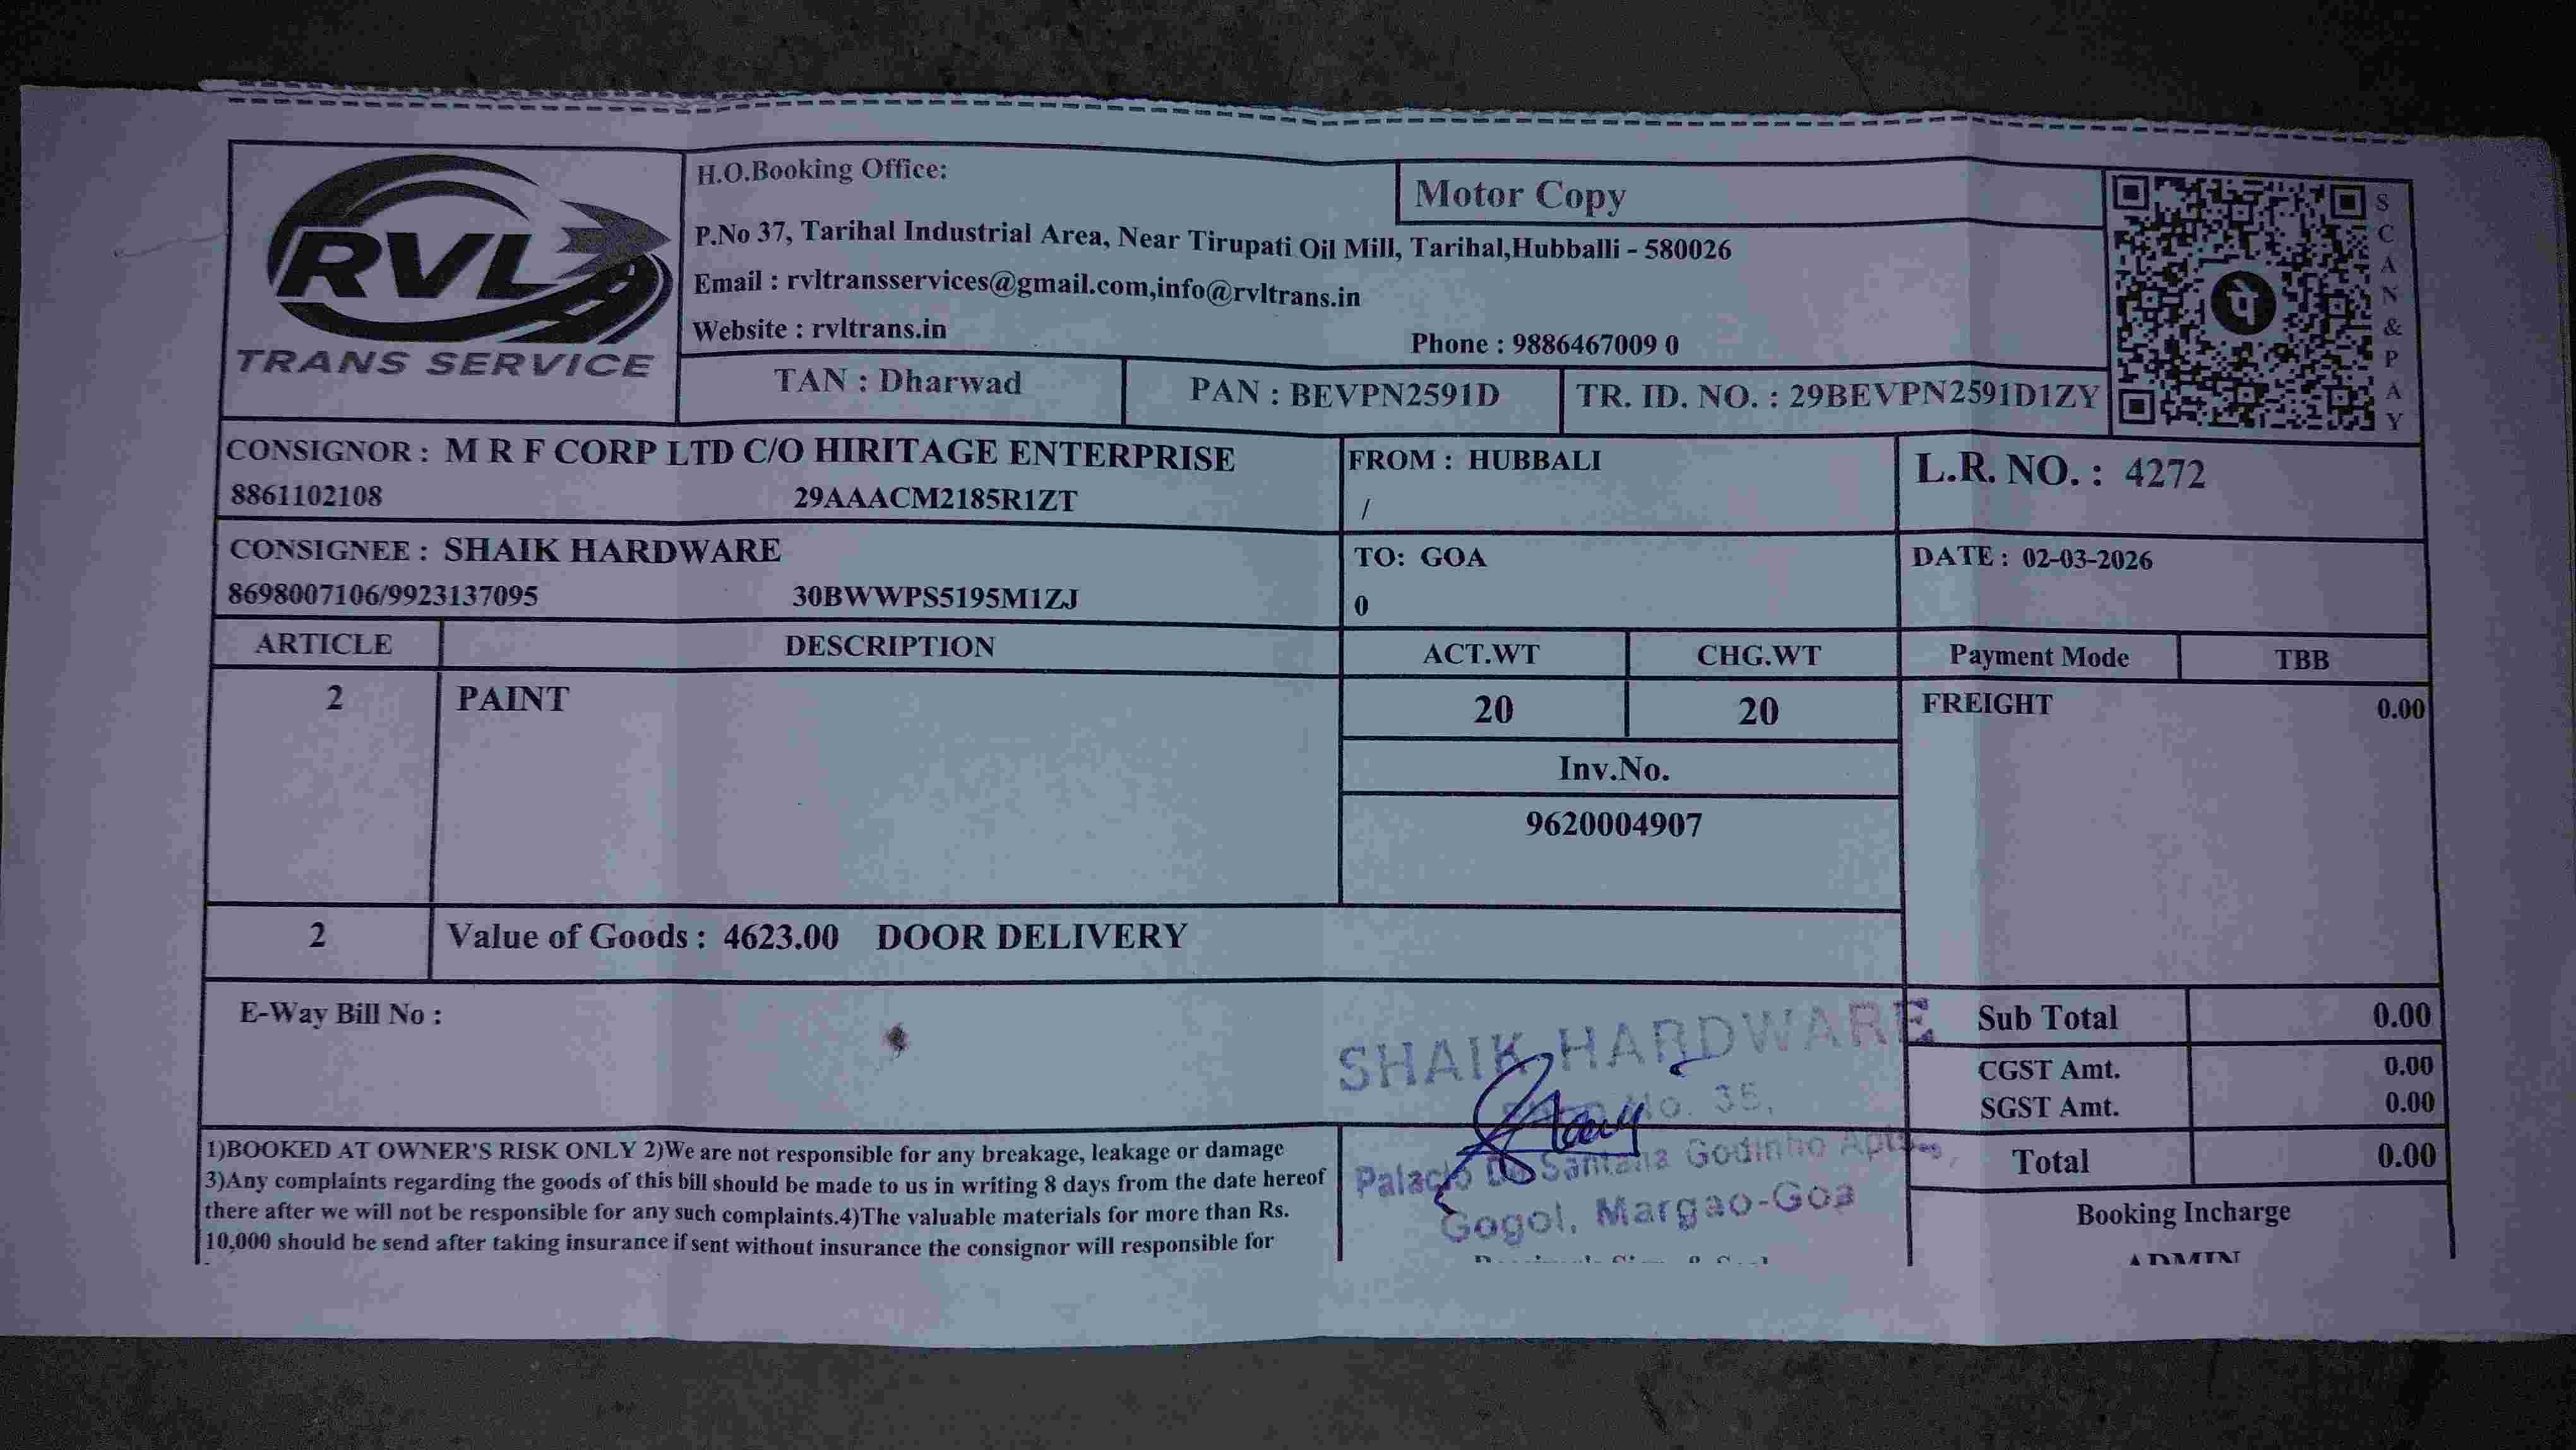 RVL
TRANS SERVICE
H.O.Booking Office:
Motor Copy
P.No 37, Tarihal Industrial Area, Near Tirupati Oil Mill, Tarihal,Hubballi - 580026
Email : rvltransservices@gmail.com,info@rvltrans.in
Website : rvltrans.in
Phone : 9886467009 0
TAN : Dharwad
PAN : BEVPN2591D
TR. ID. NO. : 29BEVPN2591D1ZY
पे
SCAN&PAY
CONSIGNOR : M R F CORP LTD C/O HIRITAGE ENTERPRISE
8861102108 29AAACM2185R1ZT
FROM : HUBBALI
/
L.R. NO. : 4272
CONSIGNEE : SHAIK HARDWARE
8698007106/9923137095 30BWWPS5195M1ZJ
TO: GOA
0
DATE : 02-03-2026
ARTICLE DESCRIPTION ACT.WT CHG.WT Payment Mode TBB
2 PAINT 20 20 FREIGHT 0.00
Inv.No.
9620004907
2 Value of Goods : 4623.00 DOOR DELIVERY
E-Way Bill No :
Sub Total 0.00
CGST Amt. 0.00
SGST Amt. 0.00
Total 0.00
Booking Incharge
ADMIN
SHAIK HARDWARE
No. 35,
Palacio De Santana Godinho Apts.,
Gogol, Margao-Goa
1)BOOKED AT OWNER'S RISK ONLY 2)We are not responsible for any breakage, leakage or damage
3)Any complaints regarding the goods of this bill should be made to us in writing 8 days from the date hereof
there after we will not be responsible for any such complaints.4)The valuable materials for more than Rs.
10,000 should be send after taking insurance if sent without insurance the consignor will responsible for